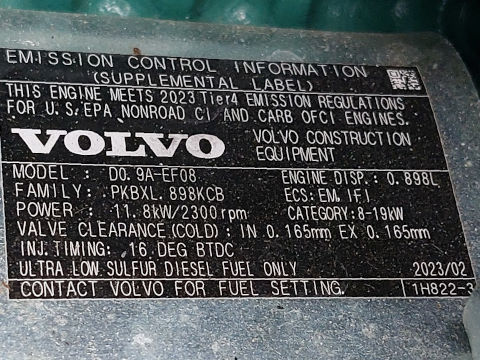 EMISSION CONTROL INFORMATION
(SUPPLEMENTAL LABEL)
THIS ENGINE MEETS 2023 Tier4 EMISSION REGULATIONS
FOR U.S. EPA NONROAD CI AND CARB OFCI ENGINES.
VOLVO VOLVO CONSTRUCTION
EQUIPMENT
MODEL : D0.9A-EF08 ENGINE DISP.: 0.898L
FAMILY: PKBXL.898KCB ECS: EM, IFI
POWER : 11.8kW/2300rpm CATEGORY: 8-19kW
VALVE CLEARANCE (COLD) : IN 0.165mm EX 0.165mm
INJ. TIMING: 16 DEG BTDC
ULTRA LOW SULFUR DIESEL FUEL ONLY 2023/02
CONTACT VOLVO FOR FUEL SETTING. 1H822-3